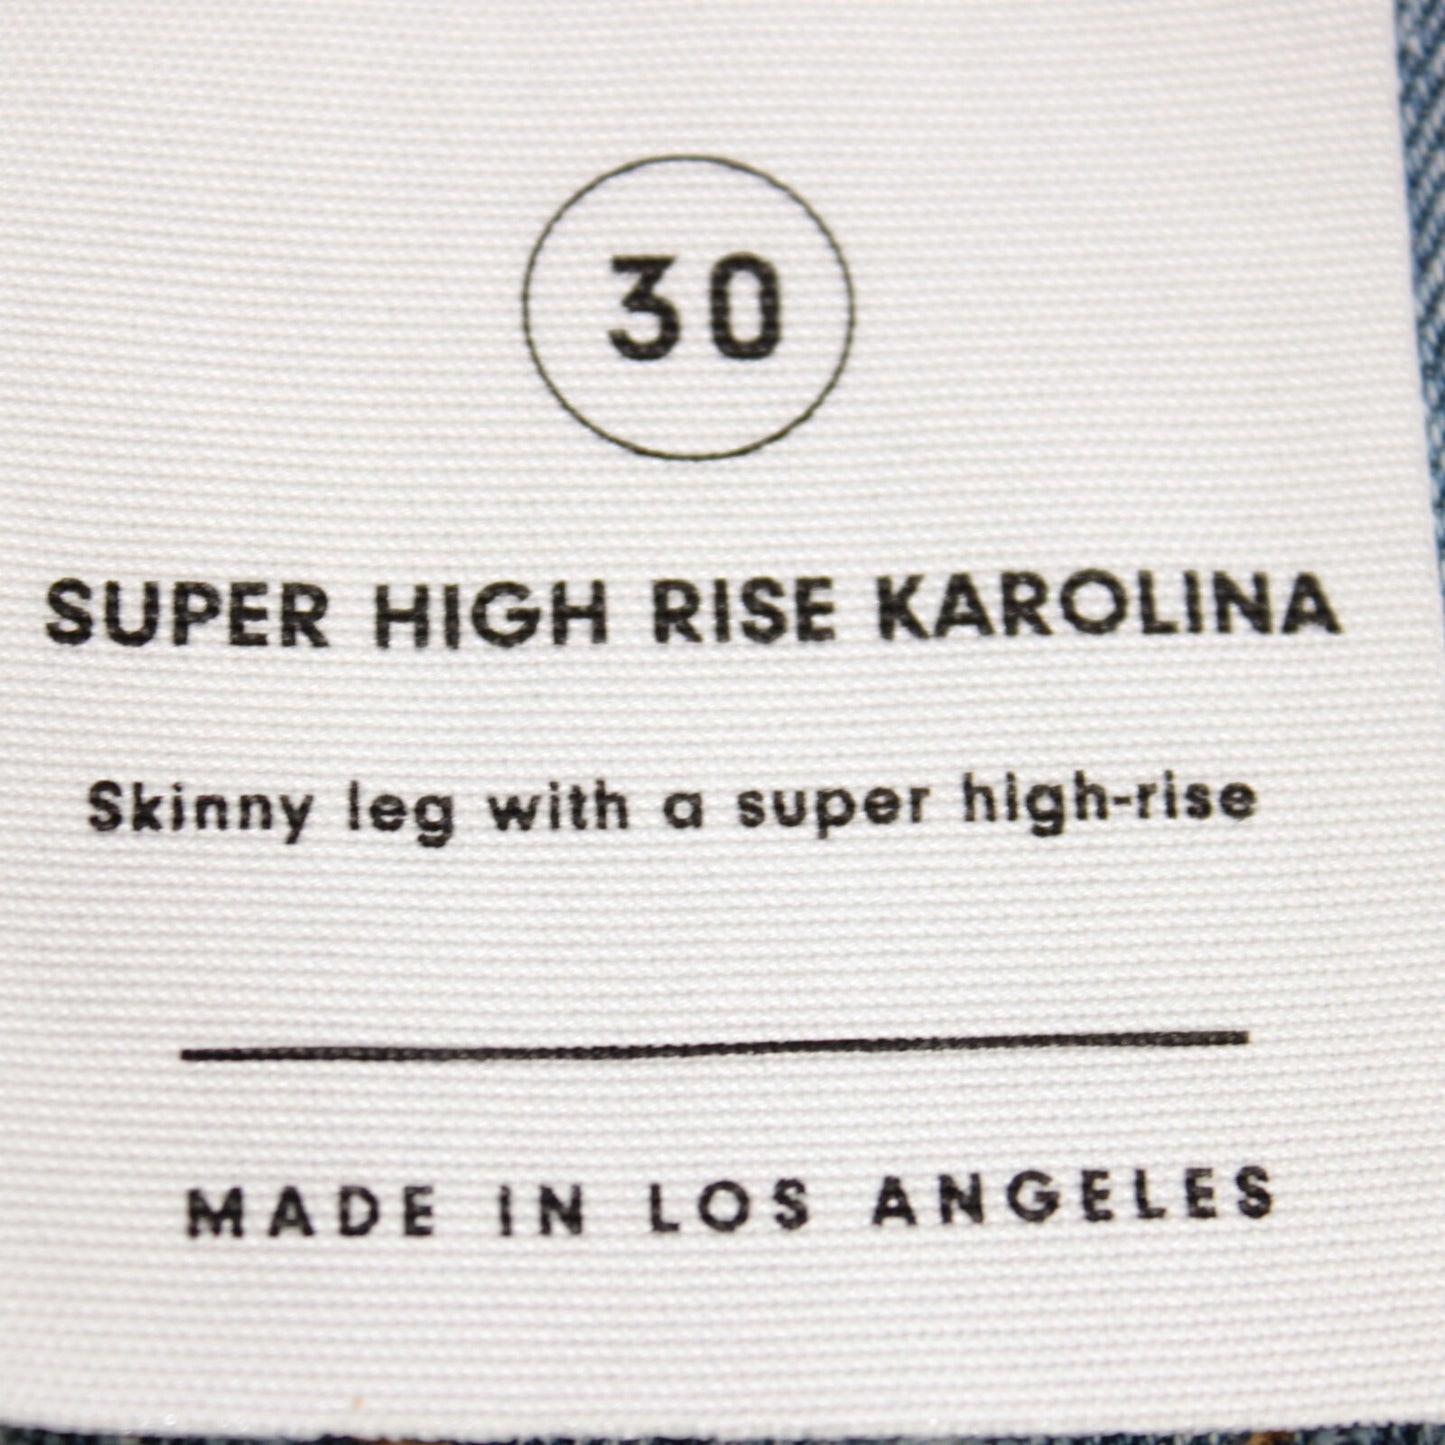 30
SUPER HIGH RISE KAROLINA
Skinny leg with a super high-rise
MADE IN LOS ANGELES